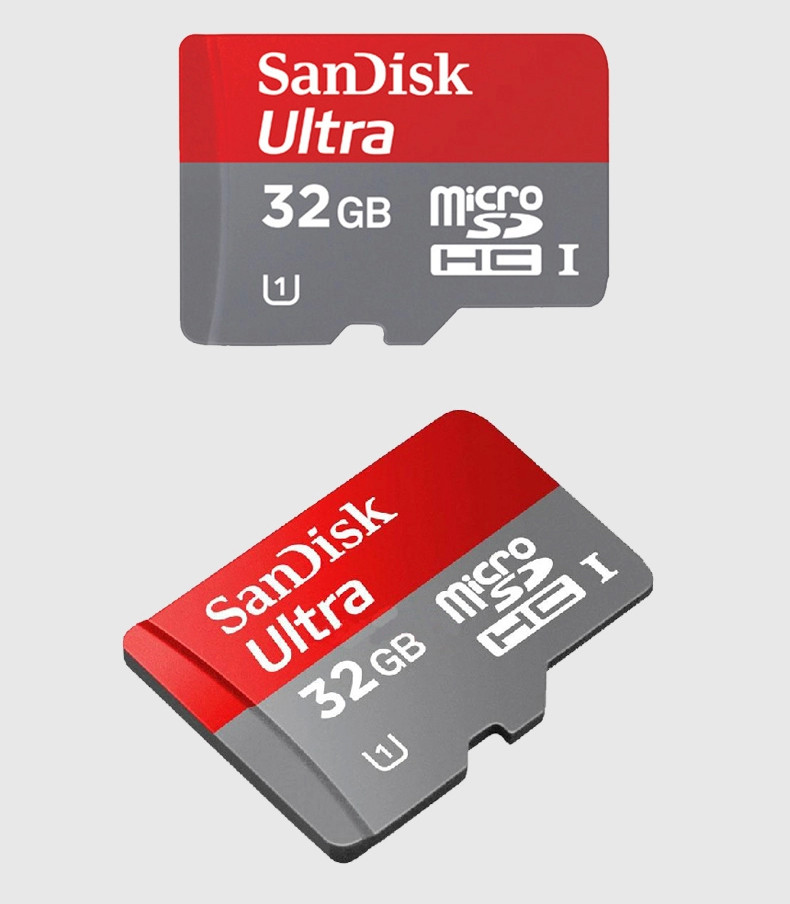 SanDisk
Ultra
32GB
micro
SD
HC I
1
SanDisk
Ultra
32GB
micro
SD
HC I
1